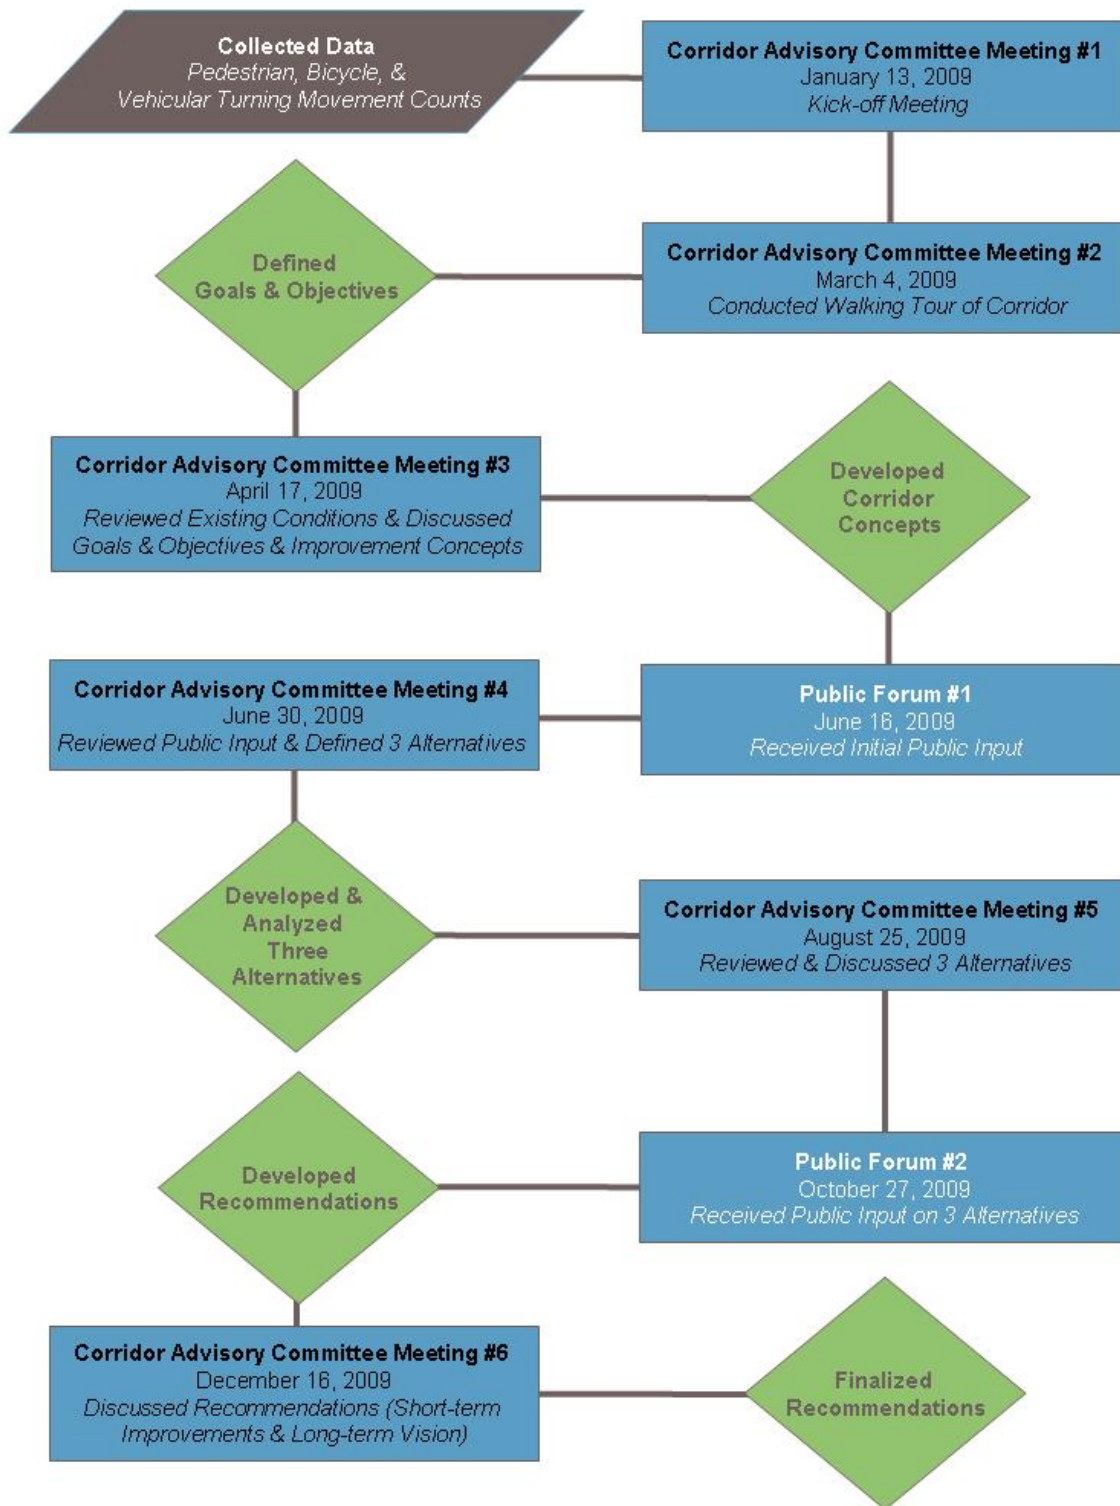 Collected Data
Pedestrian, Bicycle, &
Vehicular Turning Movement Counts
Corridor Advisory Committee Meeting #1
January 13, 2009
Kick-off Meeting
Corridor Advisory Committee Meeting #2
March 4, 2009
Conducted Walking Tour of Corridor
Defined
Goals & Objectives
Corridor Advisory Committee Meeting #3
April 17, 2009
Reviewed Existing Conditions & Discussed
Goals & Objectives & Improvement Concepts
Developed
Corridor
Concepts
Public Forum #1
June 16, 2009
Received Initial Public Input
Corridor Advisory Committee Meeting #4
June 30, 2009
Reviewed Public Input & Defined 3 Alternatives
Developed &
Analyzed
Three
Alternatives
Corridor Advisory Committee Meeting #5
August 25, 2009
Reviewed & Discussed 3 Alternatives
Public Forum #2
October 27, 2009
Received Public Input on 3 Alternatives
Developed
Recommendations
Corridor Advisory Committee Meeting #6
December 16, 2009
Discussed Recommendations (Short-term
Improvements & Long-term Vision)
Finalized
Recommendations